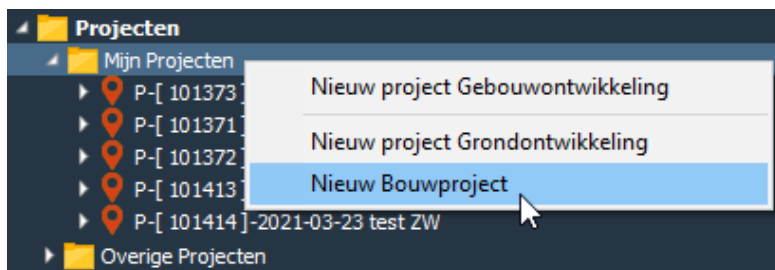 Projecten
Mijn Projecten
P-[ 101373 ]
Nieuw project Gebouwontwikkeling
P-[ 101371 ]
P-[ 101372 ]
Nieuw project Grondontwikkeling
P-[ 101413 ]
Nieuw Bouwproject
P-[ 101414 ]-2021-03-23 test ZW
Overige Projecten